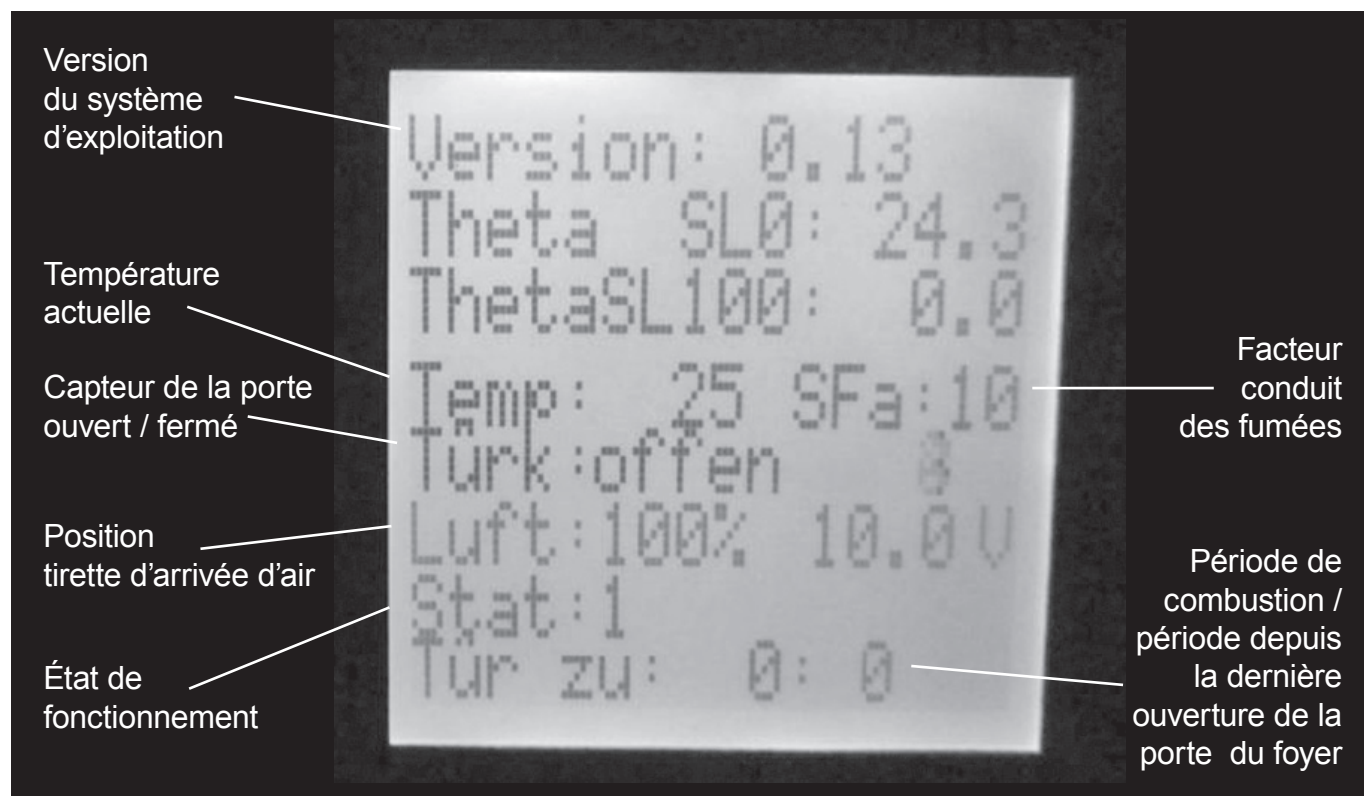 Version
du système
d'exploitation
Température
actuelle
Capteur de la porte
ouvert / fermé
Position
tirette d'arrivée d'air
État de
fonctionnement
Version: 0.13
Theta SL0: 24.3
ThetaSL100: 0.0
Temp: 25 SFa:10
Türk:offen 0
Luft:100% 10.0V
Stat:1
Tür zu: 0: 0
Facteur
conduit
des fumées
Période de
combustion /
période depuis
la dernière
ouverture de la
porte du foyer